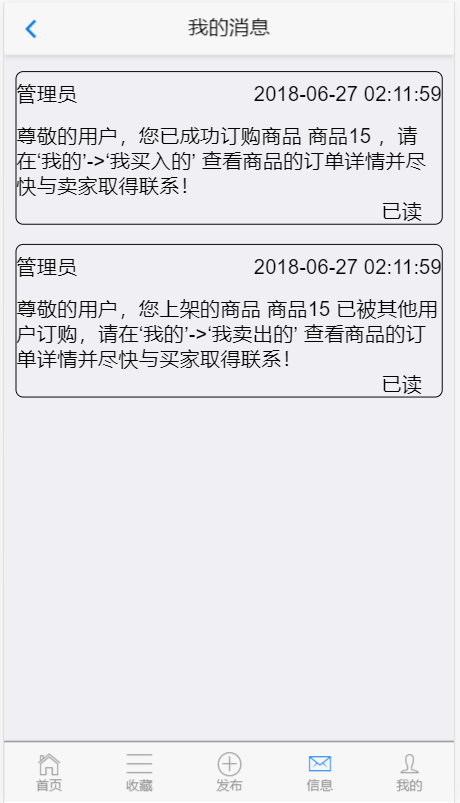 我的消息
管理员 2018-06-27 02:11:59
尊敬的用户，您已成功订购商品 商品15 ，请
在‘我的’->‘我买入的’ 查看商品的订单详情并尽
快与卖家取得联系！
已读
管理员 2018-06-27 02:11:59
尊敬的用户，您上架的商品 商品15 已被其他用
户订购，请在‘我的’->‘我卖出的’ 查看商品的订
单详情并尽快与买家取得联系！
已读
首页 收藏 发布 信息 我的